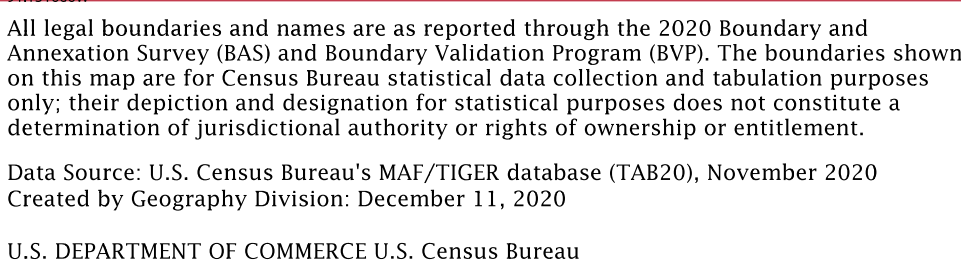 All legal boundaries and names are as reported through the 2020 Boundary and
Annexation Survey (BAS) and Boundary Validation Program (BVP). The boundaries shown
on this map are for Census Bureau statistical data collection and tabulation purposes
only; their depiction and designation for statistical purposes does not constitute a
determination of jurisdictional authority or rights of ownership or entitlement.
Data Source: U.S. Census Bureau's MAF/TIGER database (TAB20), November 2020
Created by Geography Division: December 11, 2020
U.S. DEPARTMENT OF COMMERCE U.S. Census Bureau